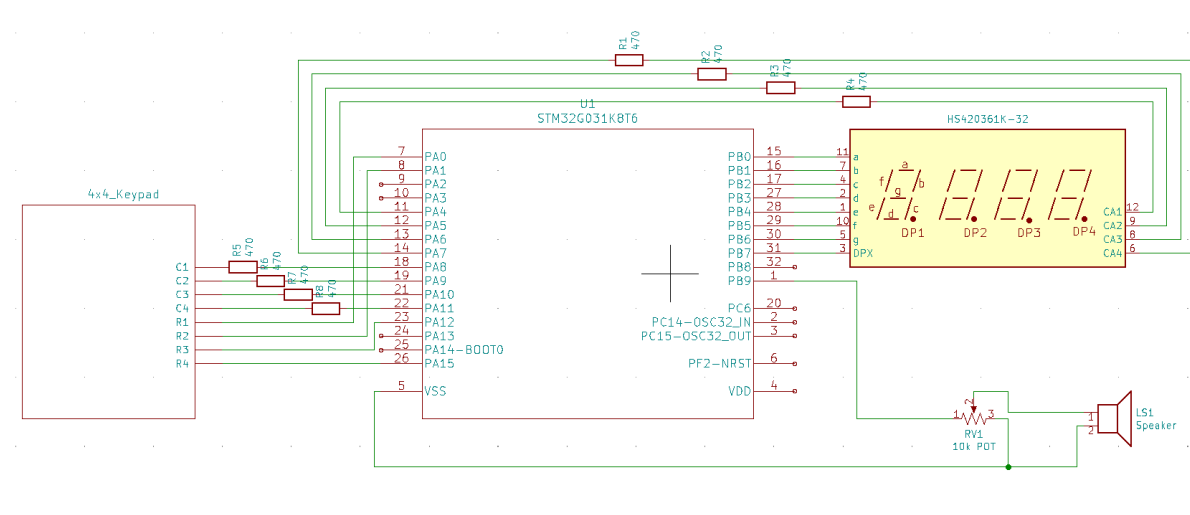 R1 470
R2 470
R3 470
R4 470
U1
STM32G031K8T6
HS420361K-32
4x4_Keypad
C1
C2
C3
C4
R1
R2
R3
R4
R5 470
R6 470
R7 470
R8 470
7 PA0
8 PA1
9 PA2
10 PA3
11 PA4
12 PA5
13 PA6
14 PA7
18 PA8
19 PA9
21 PA10
22 PA11
23 PA12
24 PA13
25 PA14-BOOT0
26 PA15
5 VSS
PB0 15
PB1 16
PB2 17
PB3 27
PB4 28
PB5 29
PB6 30
PB7 31
PB8 32
PB9 1
PC6 20
PC14-OSC32_IN 2
PC15-OSC32_OUT 3
PF2-NRST 6
VDD 4
11 a
7 b
4 c
2 d
1 e
10 f
5 g
3 DPX
a
f b
g
e c
d
DP1 DP2 DP3 DP4
CA1 12
CA2 9
CA3 8
CA4 6
1 2 3
RV1
10k POT
1
2
LS1
Speaker